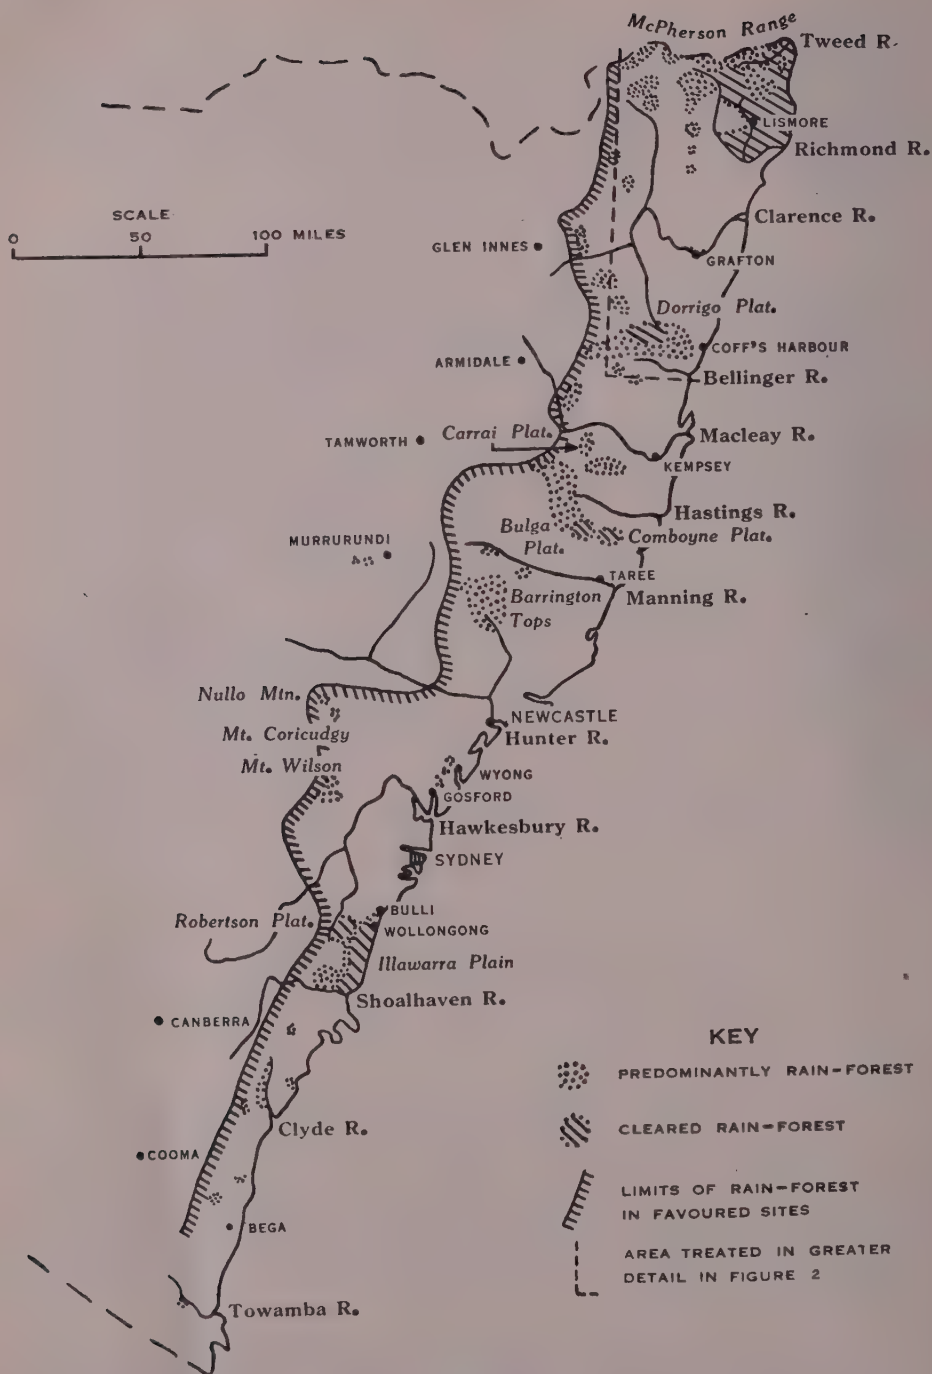 McPherson Range
Tweed R.
LISMORE
Richmond R.
SCALE
0 50 100 MILES
Clarence R.
GLEN INNES
GRAFTON
Dorrigo Plat.
COFF'S HARBOUR
ARMIDALE
Bellinger R.
TAMWORTH
Carrai Plat.
Macleay R.
KEMPSEY
Hastings R.
Bulga
Plat.
Comboyne Plat.
MURRURUNDI
TAREE
Barrington
Tops
Manning R.
Nullo Mtn.
NEWCASTLE
Mt. Coricudgy
Hunter R.
Mt. Wilson
WYONG
GOSFORD
Hawkesbury R.
SYDNEY
Robertson Plat.
BULLI
WOLLONGONG
Illawarra Plain
Shoalhaven R.
CANBERRA
Clyde R.
COOMA
BEGA
Towamba R.
KEY
PREDOMINANTLY RAIN-FOREST
CLEARED RAIN-FOREST
LIMITS OF RAIN-FOREST
IN FAVOURED SITES
AREA TREATED IN GREATER
DETAIL IN FIGURE 2